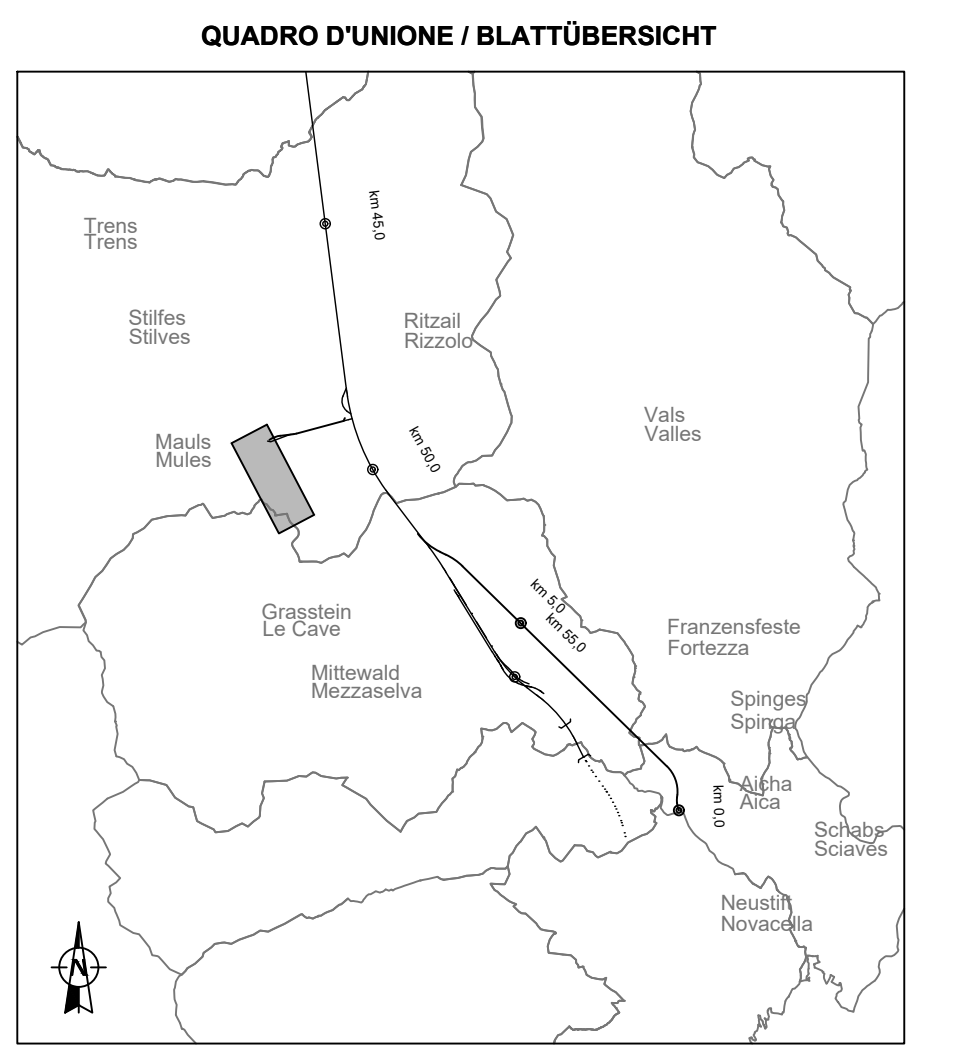 QUADRO D'UNIONE / BLATTÜBERSICHT
km 45,0
Trens
Trens
Stilfes
Stilves
Ritzail
Rizzolo
Vals
Valles
Mauls
Mules
km 50,0
km 5,0
km 55,0
Grasstein
Le Cave
Franzensfeste
Fortezza
Mittewald
Mezzaselva
Spinges
Spinga
Aicha
Aica
km 0,0
Schabs
Sciaves
Neustift
Novacella
N